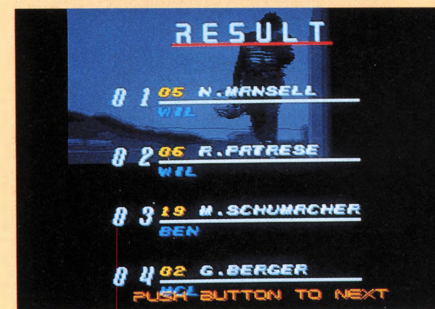 RESULT
01 05 N.MANSELL
WIL
02 06 R.PATRESE
WIL
03 19 M.SCHUMACHER
BEN
04 02 G.BERGER
MCL
PUSH BUTTON TO NEXT